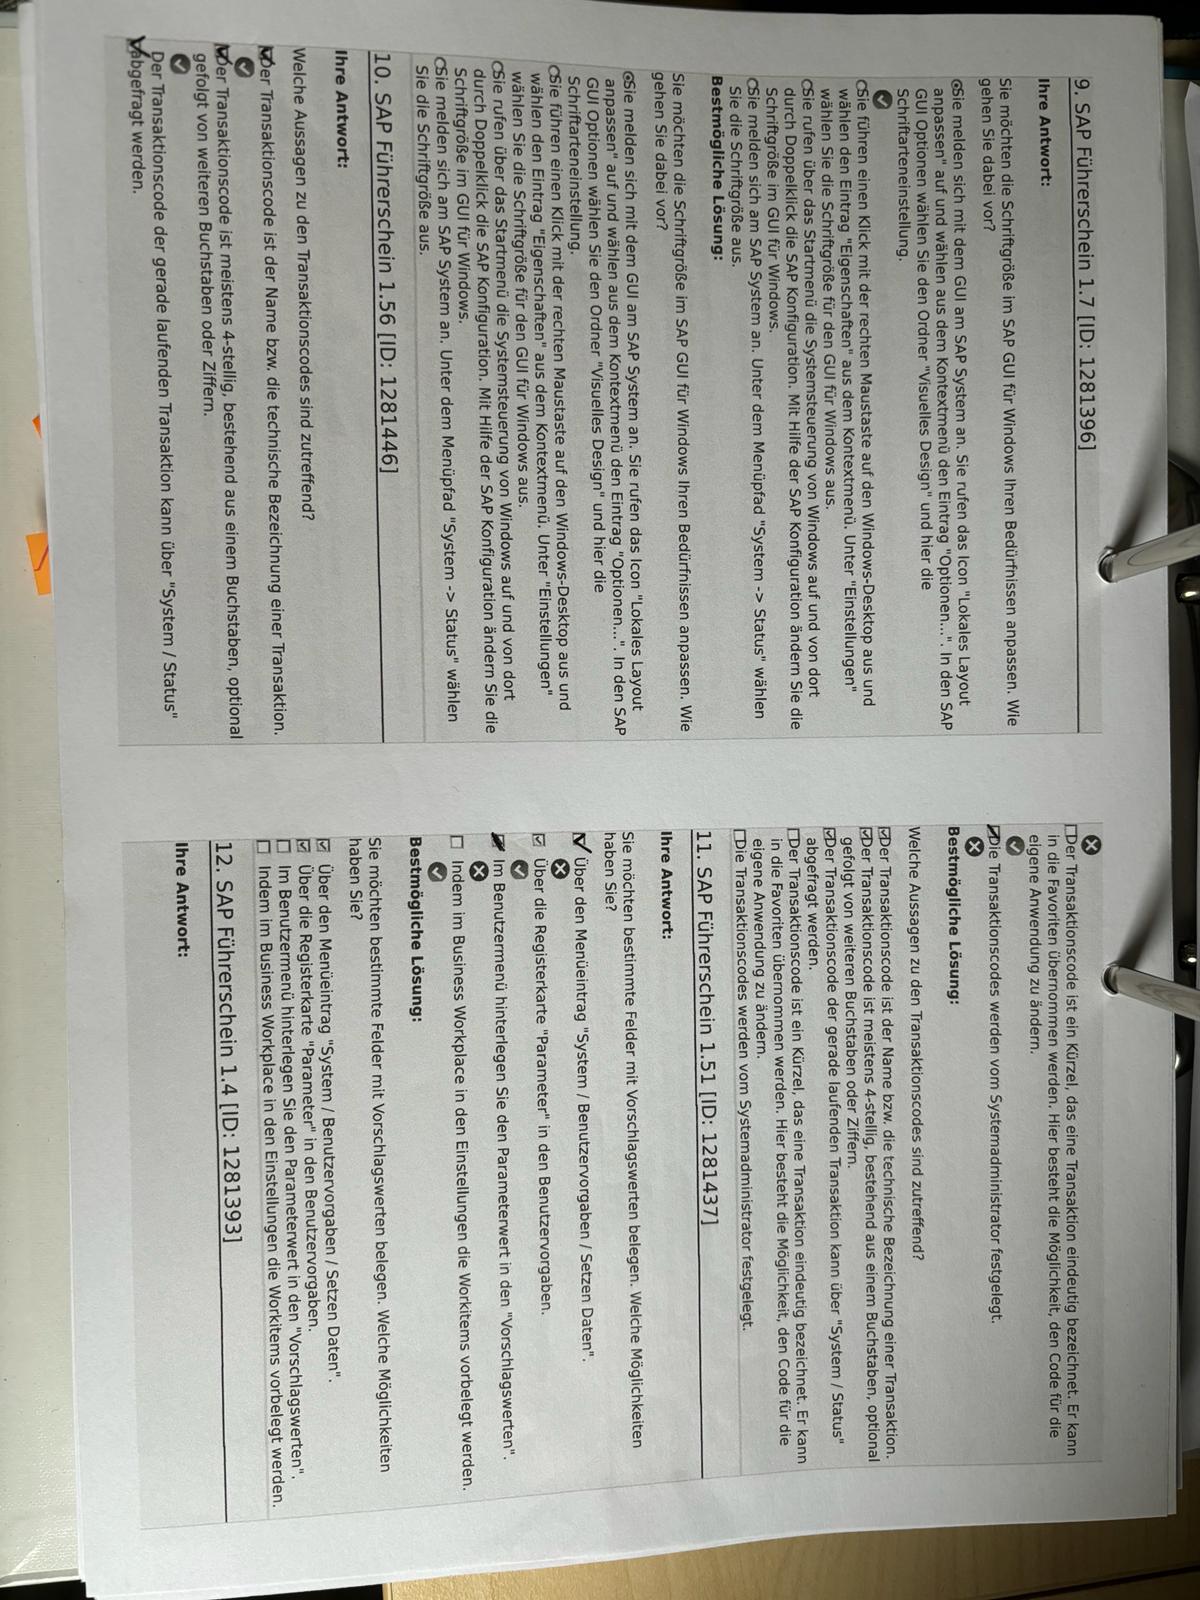 9. SAP Führerschein 1.7 [ID: 1281396]
Ihre Antwort:
Sie möchten die Schriftgröße im SAP GUI für Windows Ihren Bedürfnissen anpassen. Wie
gehen Sie dabei vor?
Sie melden sich mit dem GUI am SAP System an. Sie rufen das Icon "Lokales Layout
anpassen" auf und wählen aus dem Kontextmenü den Eintrag "Optionen...". In den SAP
GUI Optionen wählen Sie den Ordner "Visuelles Design" und hier die
Schriftarteneinstellung.
Sie führen einen Klick mit der rechten Maustaste auf den Windows-Desktop aus und
wählen den Eintrag "Eigenschaften" aus dem Kontextmenü. Unter "Einstellungen"
wählen Sie die Schriftgröße für den GUI für Windows aus.
Sie rufen über das Startmenü die Systemsteuerung von Windows auf und von dort
durch Doppelklick die SAP Konfiguration. Mit Hilfe der SAP Konfiguration ändern Sie die
Schriftgröße im GUI für Windows.
Sie melden sich am SAP System an. Unter dem Menüpfad "System -> Status" wählen
Sie die Schriftgröße aus.
Bestmögliche Lösung:
Sie möchten die Schriftgröße im SAP GUI für Windows Ihren Bedürfnissen anpassen. Wie
gehen Sie dabei vor?
Sie melden sich mit dem GUI am SAP System an. Sie rufen das Icon "Lokales Layout
anpassen" auf und wählen aus dem Kontextmenü den Eintrag "Optionen...". In den SAP
GUI Optionen wählen Sie den Ordner "Visuelles Design" und hier die
Schriftarteneinstellung.
Sie führen einen Klick mit der rechten Maustaste auf den Windows-Desktop aus und
wählen den Eintrag "Eigenschaften" aus dem Kontextmenü. Unter "Einstellungen"
wählen Sie die Schriftgröße für den GUI für Windows aus.
Sie rufen über das Startmenü die Systemsteuerung von Windows auf und von dort
durch Doppelklick die SAP Konfiguration. Mit Hilfe der SAP Konfiguration ändern Sie die
Schriftgröße im GUI für Windows.
Sie melden sich am SAP System an. Unter dem Menüpfad "System -> Status" wählen
Sie die Schriftgröße aus.
10. SAP Führerschein 1.56 [ID: 1281446]
Ihre Antwort:
Welche Aussagen zu den Transaktionscodes sind zutreffend?
Der Transaktionscode ist der Name bzw. die technische Bezeichnung einer Transaktion.
Der Transaktionscode ist meistens 4-stellig, bestehend aus einem Buchstaben, optional
gefolgt von weiteren Buchstaben oder Ziffern.
Der Transaktionscode der gerade laufenden Transaktion kann über "System / Status"
abgefragt werden.
Der Transaktionscode ist ein Kürzel, das eine Transaktion eindeutig bezeichnet. Er kann
in die Favoriten übernommen werden. Hier besteht die Möglichkeit, den Code für die
eigene Anwendung zu ändern.
Die Transaktionscodes werden vom Systemadministrator festgelegt.
Bestmögliche Lösung:
Welche Aussagen zu den Transaktionscodes sind zutreffend?
Der Transaktionscode ist der Name bzw. die technische Bezeichnung einer Transaktion.
Der Transaktionscode ist meistens 4-stellig, bestehend aus einem Buchstaben, optional
gefolgt von weiteren Buchstaben oder Ziffern.
Der Transaktionscode der gerade laufenden Transaktion kann über "System / Status"
abgefragt werden.
Der Transaktionscode ist ein Kürzel, das eine Transaktion eindeutig bezeichnet. Er kann
in die Favoriten übernommen werden. Hier besteht die Möglichkeit, den Code für die
eigene Anwendung zu ändern.
Die Transaktionscodes werden vom Systemadministrator festgelegt.
11. SAP Führerschein 1.51 [ID: 1281437]
Ihre Antwort:
Sie möchten bestimmte Felder mit Vorschlagswerten belegen. Welche Möglichkeiten
haben Sie?
Über den Menüeintrag "System / Benutzervorgaben / Setzen Daten".
Über die Registerkarte "Parameter" in den Benutzervorgaben.
Im Benutzermenü hinterlegen Sie den Parameterwert in den "Vorschlagswerten".
Indem im Business Workplace in den Einstellungen die Workitems vorbelegt werden.
Bestmögliche Lösung:
Sie möchten bestimmte Felder mit Vorschlagswerten belegen. Welche Möglichkeiten
haben Sie?
Über den Menüeintrag "System / Benutzervorgaben / Setzen Daten".
Über die Registerkarte "Parameter" in den Benutzervorgaben.
Im Benutzermenü hinterlegen Sie den Parameterwert in den "Vorschlagswerten".
Indem im Business Workplace in den Einstellungen die Workitems vorbelegt werden.
12. SAP Führerschein 1.4 [ID: 1281393]
Ihre Antwort: